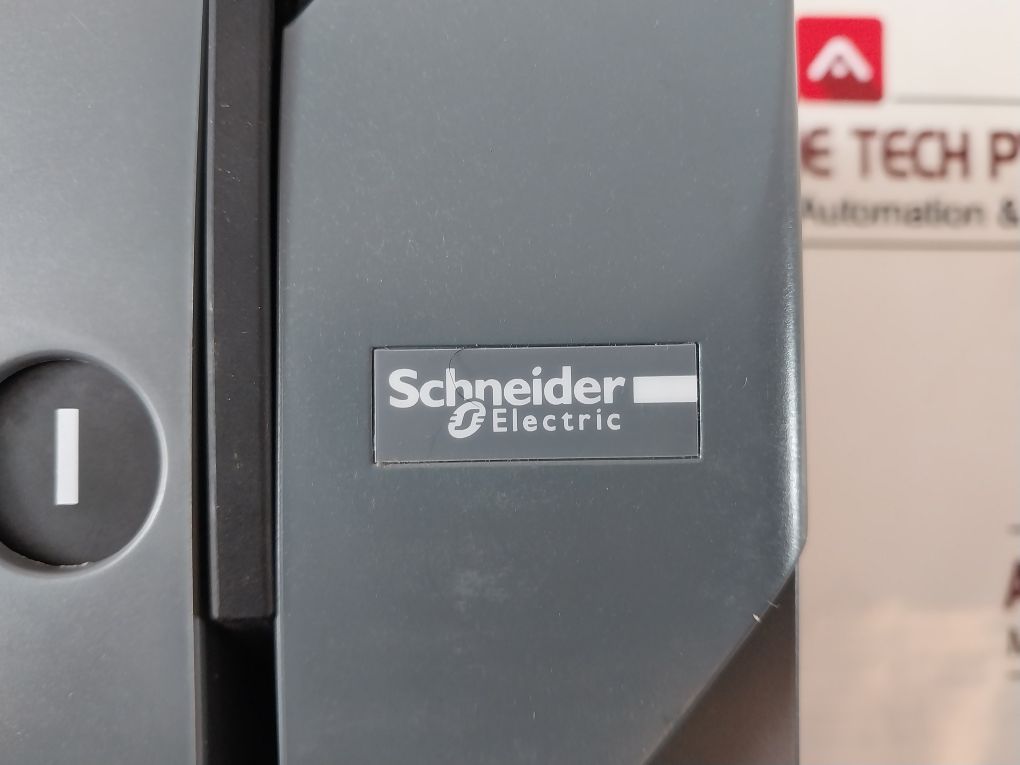 Schneider
Electric
I
E TECH P
Automation &